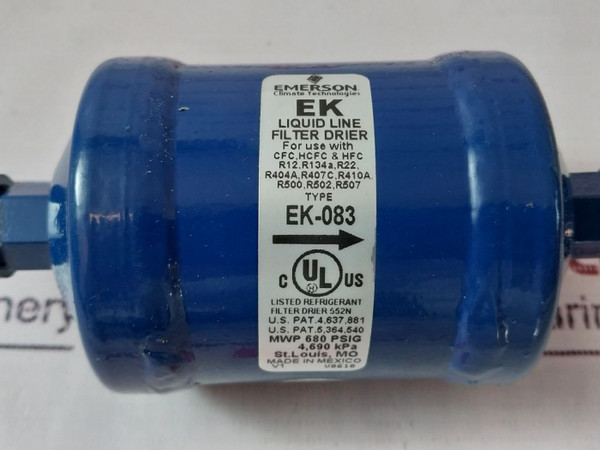 EMERSON
Climate Technologies
EK
LIQUID LINE
FILTER DRIER
For use with
CFC, HCFC & HFC
R12, R134a, R22,
R404A, R407C, R410A
R500, R502, R507
TYPE
EK-083
C UL US
LISTED REFRIGERANT
FILTER DRIER 552N
U.S. PAT. 4,637,881
U.S. PAT. 5,364,540
MWP 680 PSIG
4,690 kPa
St. Louis, MO
MADE IN MEXICO
V1